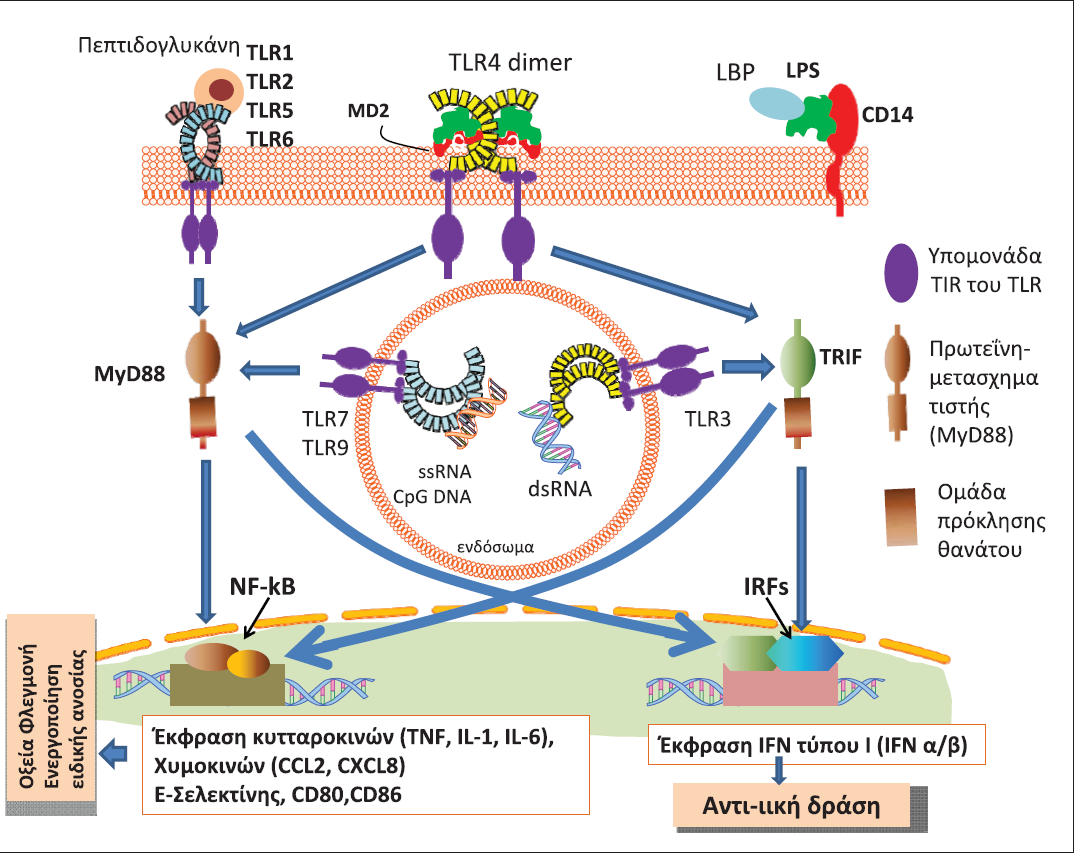 Πεπτιδογλυκάνη
TLR1
TLR2
TLR5
TLR6
TLR4 dimer
MD2
LBP
LPS
CD14
Υπομονάδα
TIR του TLR
MyD88
TLR7
TLR9
ssRNA
CpG DNA
dsRNA
TLR3
TRIF
ενδόσωμα
Πρωτεΐνη-
μετασχημα
τιστής
(MyD88)
Ομάδα
πρόκλησης
θανάτου
NF-kB
IRFs
Οξεία Φλεγμονή
Ενεργοποίηση
ειδικής ανοσίας
Έκφραση κυτταροκινών (TNF, IL-1, IL-6),
Χυμοκινών (CCL2, CXCL8)
Ε-Σελεκτίνης, CD80,CD86
Έκφραση IFN τύπου Ι (IFN α/β)
Αντι-ιική δράση